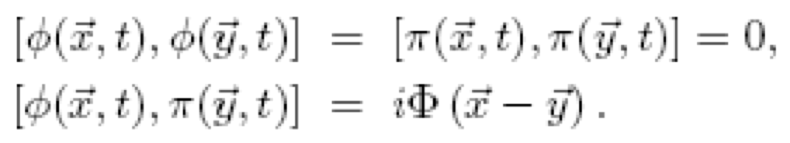 [ϕ(x⃗, t), ϕ(y⃗, t)] = [π(x⃗, t), π(y⃗, t)] = 0,
[ϕ(x⃗, t), π(y⃗, t)] = iΦ (x⃗ − y⃗) .